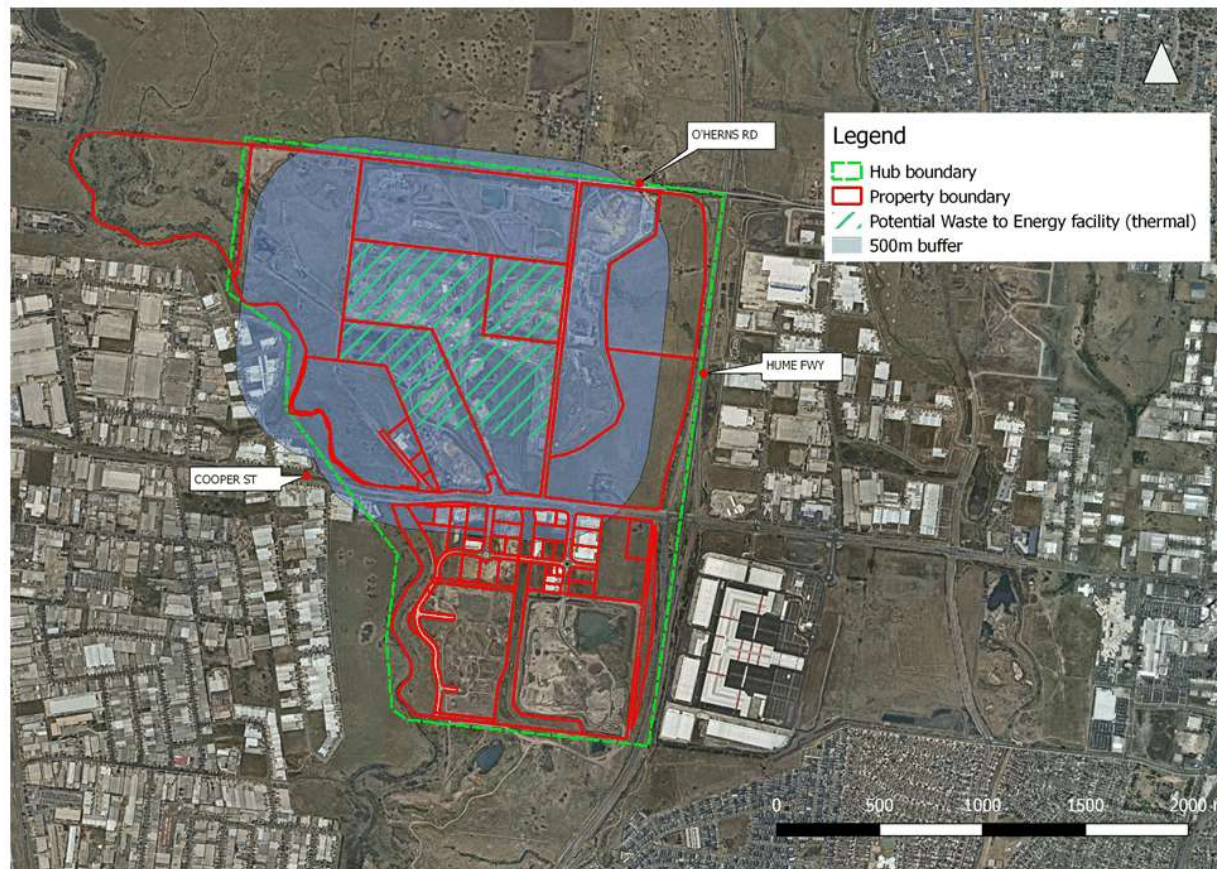 O'HERNS RD
Legend
Hub boundary
Property boundary
Potential Waste to Energy facility (thermal)
500m buffer
HUME FWY
COOPER ST
0 500 1000 1500 2000 m